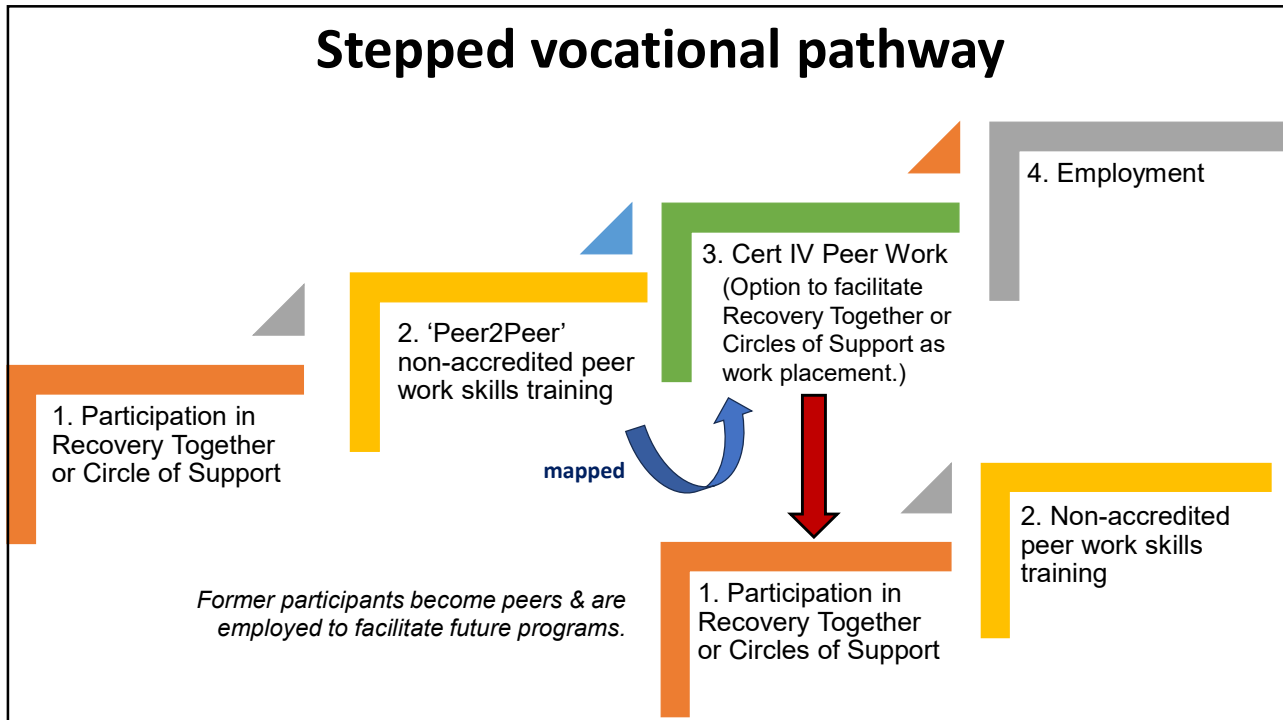 Stepped vocational pathway
1. Participation in
Recovery Together
or Circle of Support
2. ‘Peer2Peer’
non-accredited peer
work skills training
mapped
3. Cert IV Peer Work
(Option to facilitate
Recovery Together or
Circles of Support as
work placement.)
4. Employment
Former participants become peers & are
employed to facilitate future programs.
1. Participation in
Recovery Together
or Circles of Support
2. Non-accredited
peer work skills
training